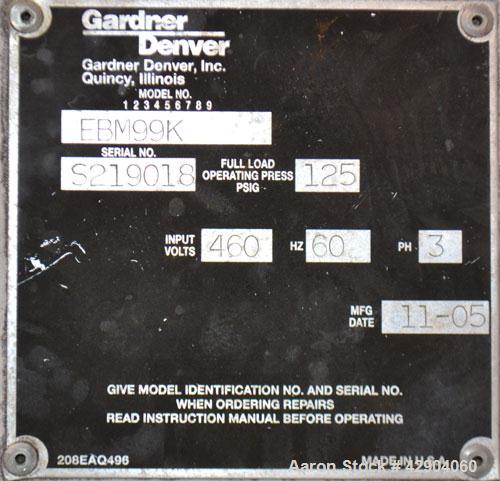 Gardner
Denver
Gardner Denver, Inc.
Quincy, Illinois
MODEL NO.
1 2 3 4 5 6 7 8 9
EBM99K
SERIAL NO.
S219018
FULL LOAD
OPERATING PRESS
PSIG
125
INPUT
VOLTS
460
HZ 60
PH 3
MFG
DATE
11-05
GIVE MODEL IDENTIFICATION NO. AND SERIAL NO.
WHEN ORDERING REPAIRS
READ INSTRUCTION MANUAL BEFORE OPERATING
208EAQ496
MADE IN U.S.A.
Aaron Stock # 42904060